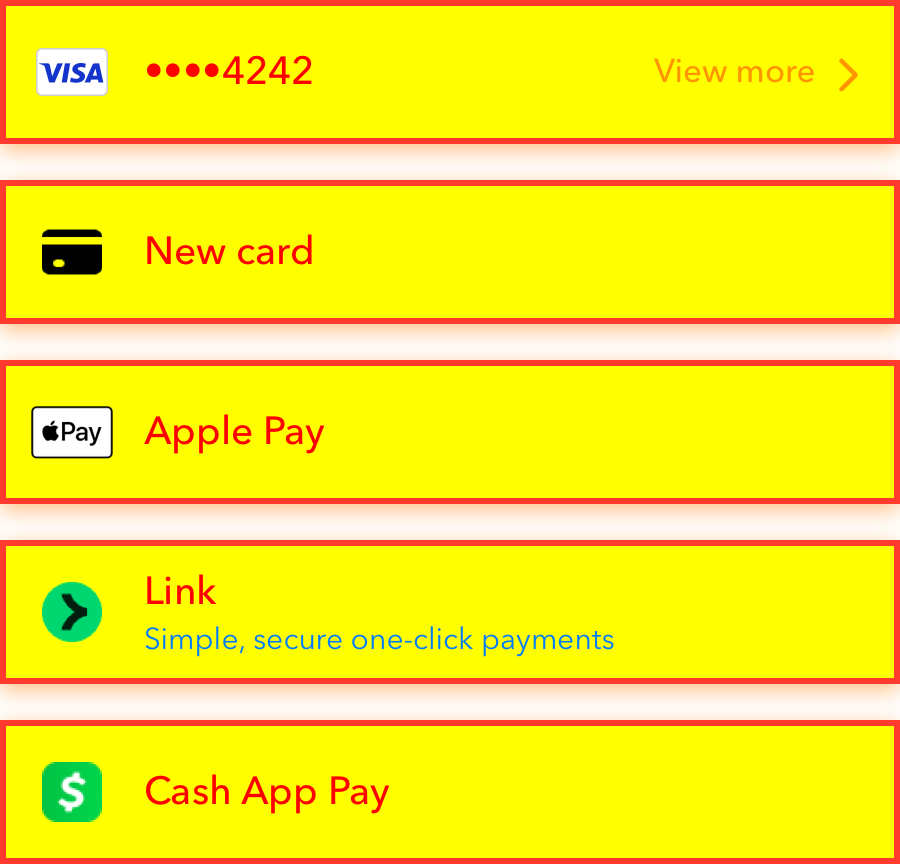 VISA ••••4242 View more
New card
Pay Apple Pay
Link
Simple, secure one-click payments
$ Cash App Pay